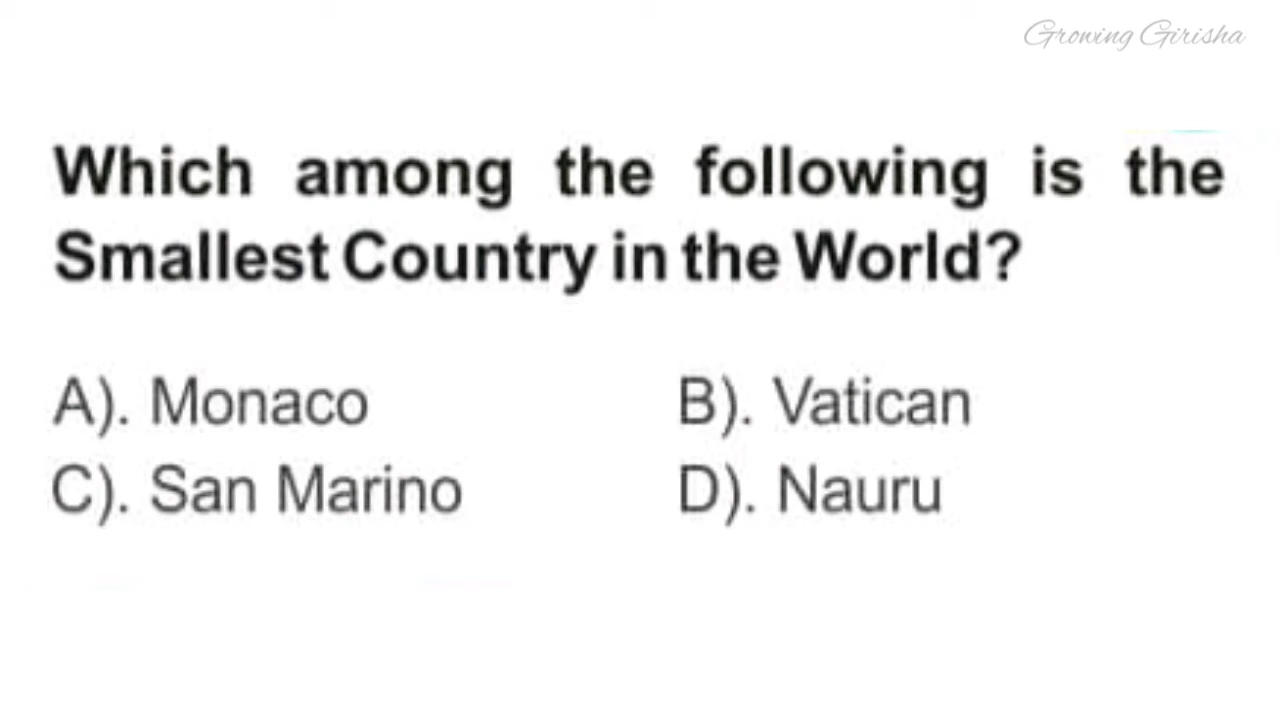 Growing Girisha
Which among the following is the
Smallest Country in the World?
A). Monaco B). Vatican
C). San Marino D). Nauru